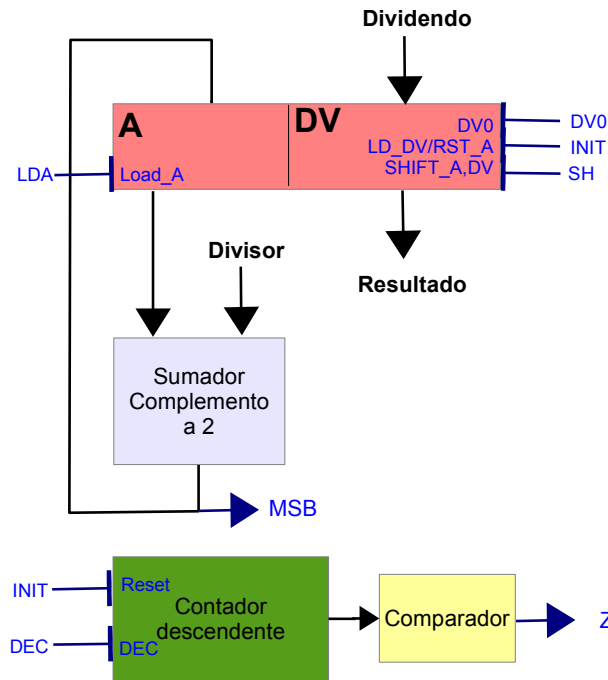 Dividendo
A
DV
DV0
DV0
LD_DV/RST_A
INIT
LDA
Load_A
SHIFT_A,DV
SH
Divisor
Resultado
Sumador
Complemento
a 2
MSB
INIT
Reset
Contador
descendente
DEC
DEC
Comparador
Z